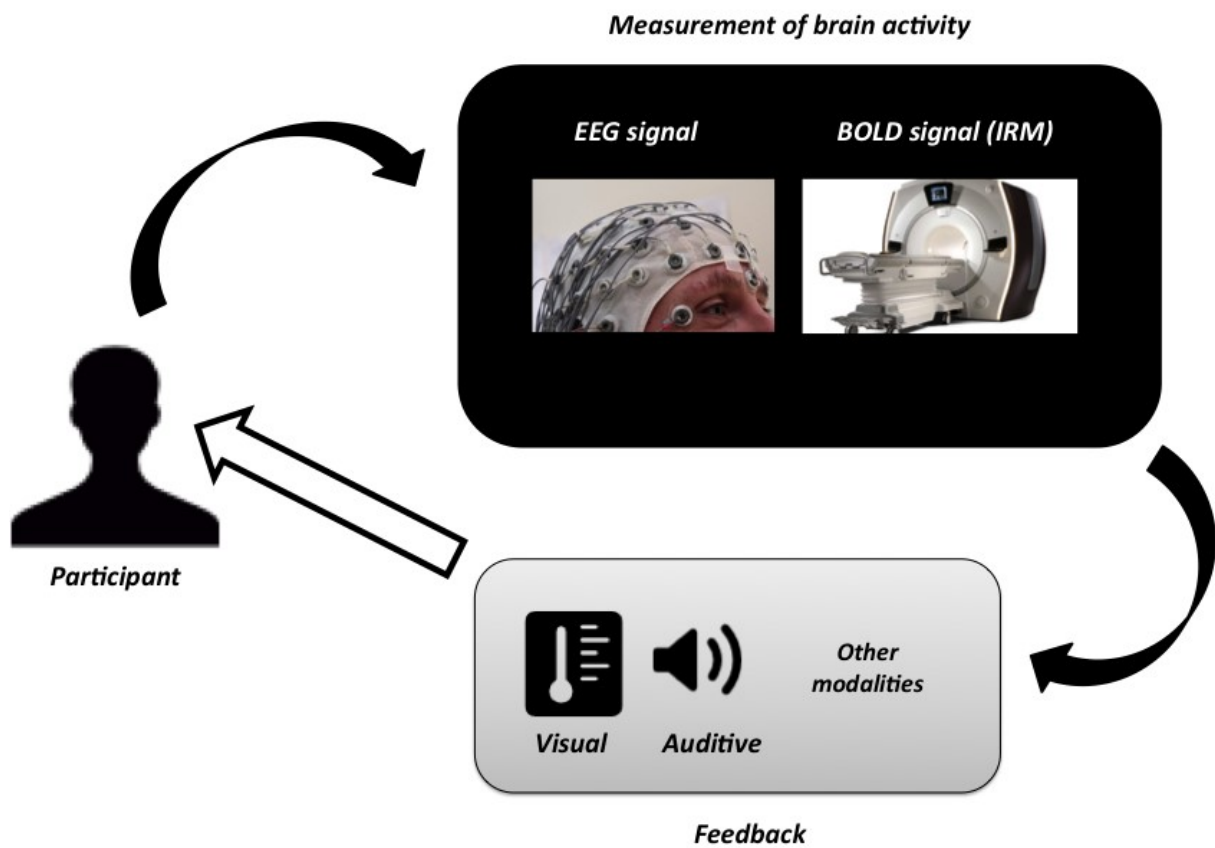 Measurement of brain activity
EEG signal
BOLD signal (IRM)
Participant
Other
modalities
Visual
Auditive
Feedback